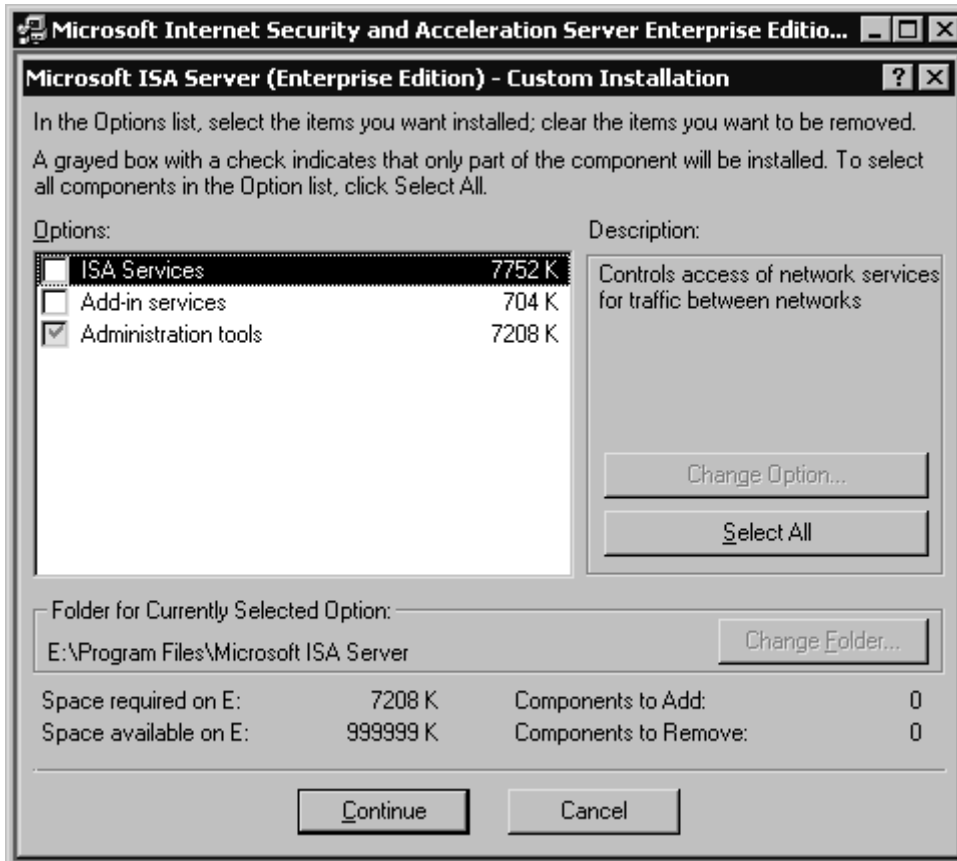 Microsoft Internet Security and Acceleration Server Enterprise Editio...
Microsoft ISA Server (Enterprise Edition) - Custom Installation
In the Options list, select the items you want installed; clear the items you want to be removed.
A grayed box with a check indicates that only part of the component will be installed. To select
all components in the Option list, click Select All.
Options:
Description:
ISA Services 7752 K
Add-in services 704 K
Administration tools 7208 K
Controls access of network services
for traffic between networks
Change Option...
Select All
Folder for Currently Selected Option:
E:\Program Files\Microsoft ISA Server
Change Folder...
Space required on E: 7208 K Components to Add: 0
Space available on E: 999999 K Components to Remove: 0
Continue Cancel